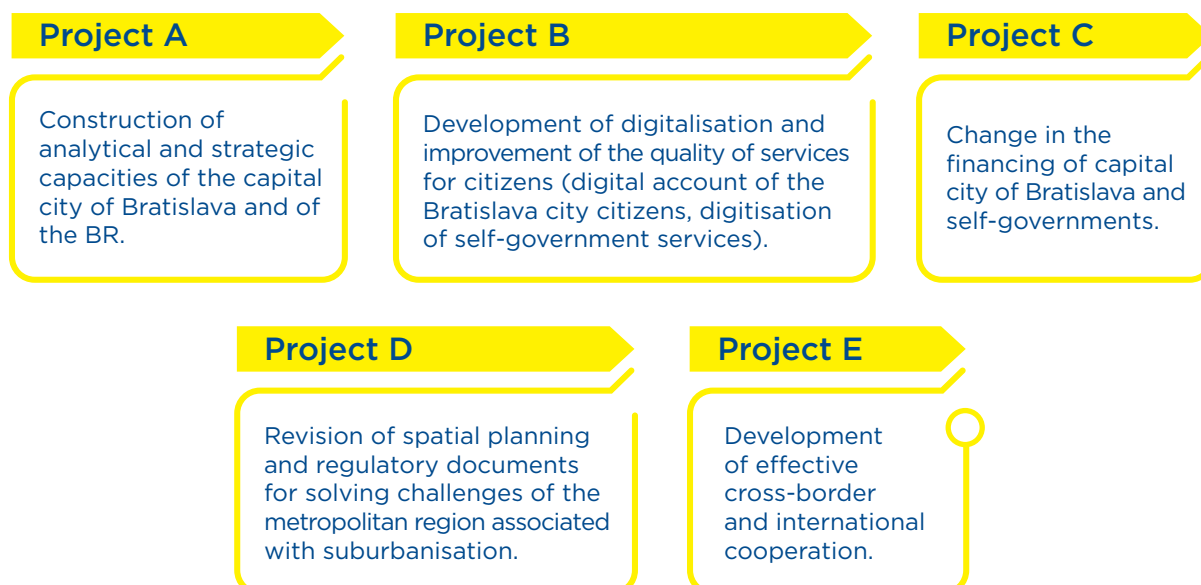 Project A
Construction of
analytical and strategic
capacities of the capital
city of Bratislava and of
the BR.
Project B
Development of digitalisation and
improvement of the quality of services
for citizens (digital account of the
Bratislava city citizens, digitisation
of self-government services).
Project C
Change in the
financing of capital
city of Bratislava and
self-governments.
Project D
Revision of spatial planning
and regulatory documents
for solving challenges of the
metropolitan region associated
with suburbanisation.
Project E
Development
of effective
cross-border
and international
cooperation.